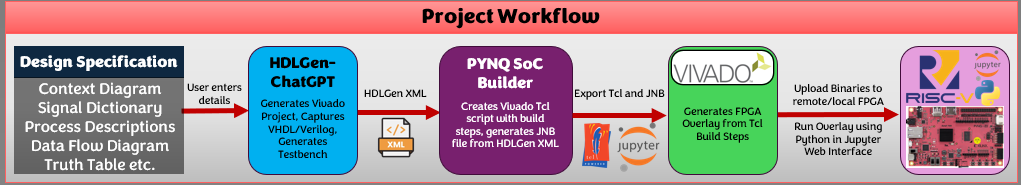 Project Workflow
Design Specification
Context Diagram
Signal Dictionary
Process Descriptions
Data Flow Diagram
Truth Table etc.
User enters
details
HDLGen-
ChatGPT
Generates Vivado
Project, Captures
VHDL/Verilog,
Generates
Testbench
HDLGen XML
XML
PYNQ SoC
Builder
Creates Vivado Tcl
script with build
steps, generates JNB
file from HDLGen XML
Export Tcl and JNB
jupyter
VIVADO
Generates FPGA
Overlay from Tcl
Build Steps
Upload Binaries to
remote/local FPGA
Run Overlay using
Python in Jupyter
Web Interface
jupyter
RISC-V